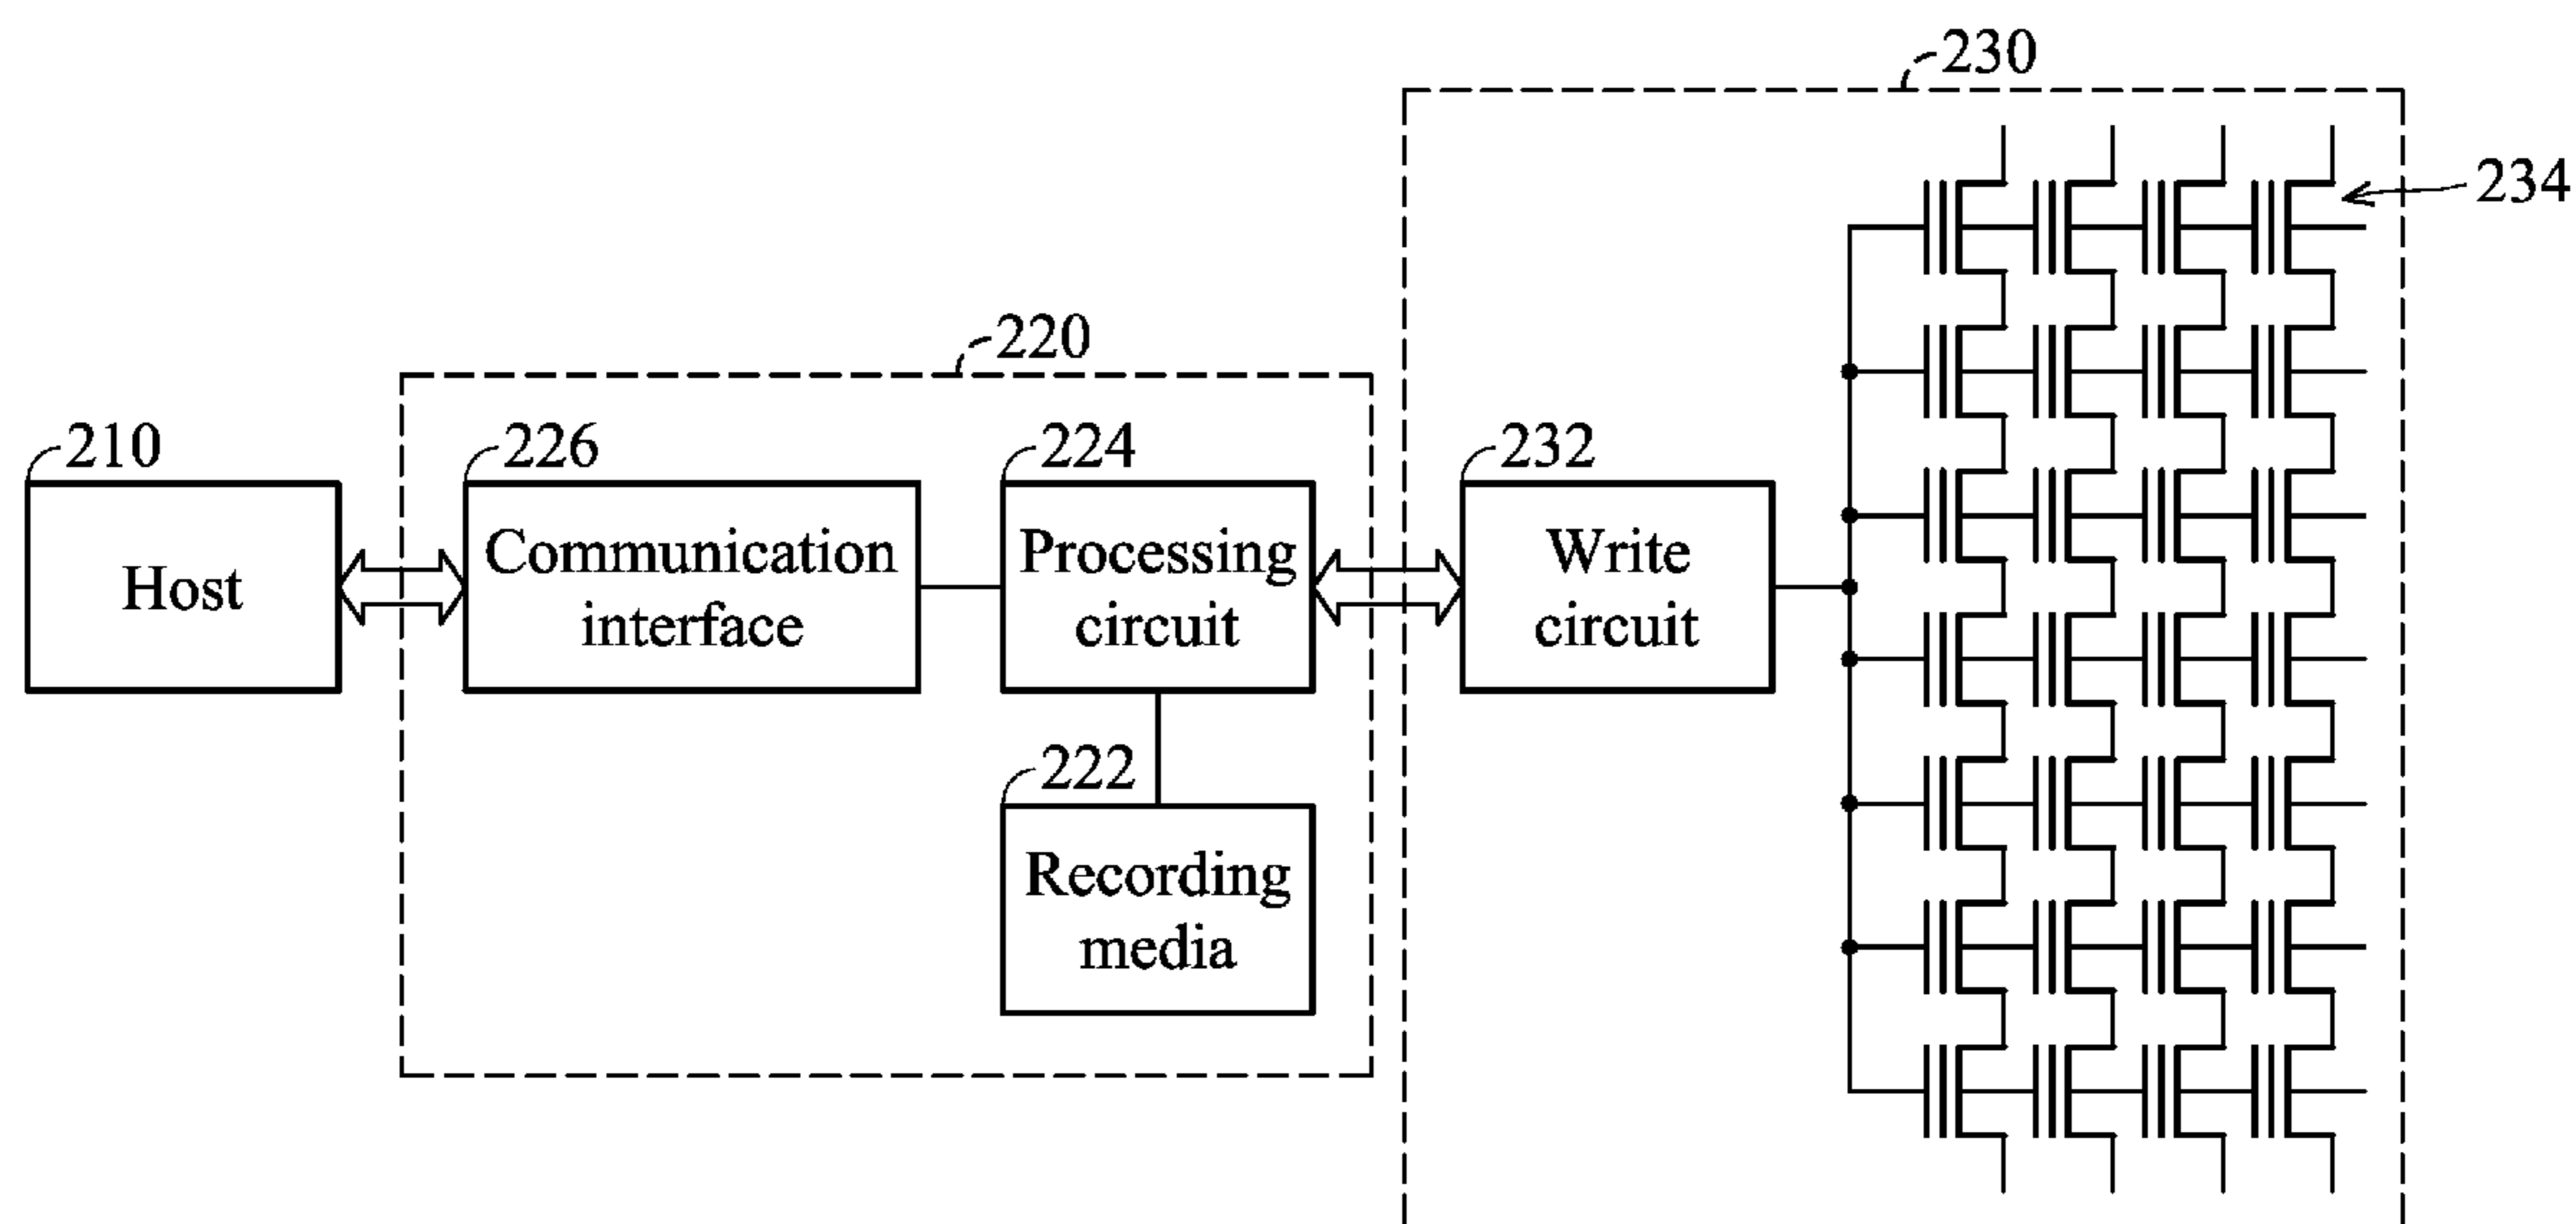 230
234
220
210
226
224
232
Host
Communication
interface
Processing
circuit
Write
circuit
222
Recording
media